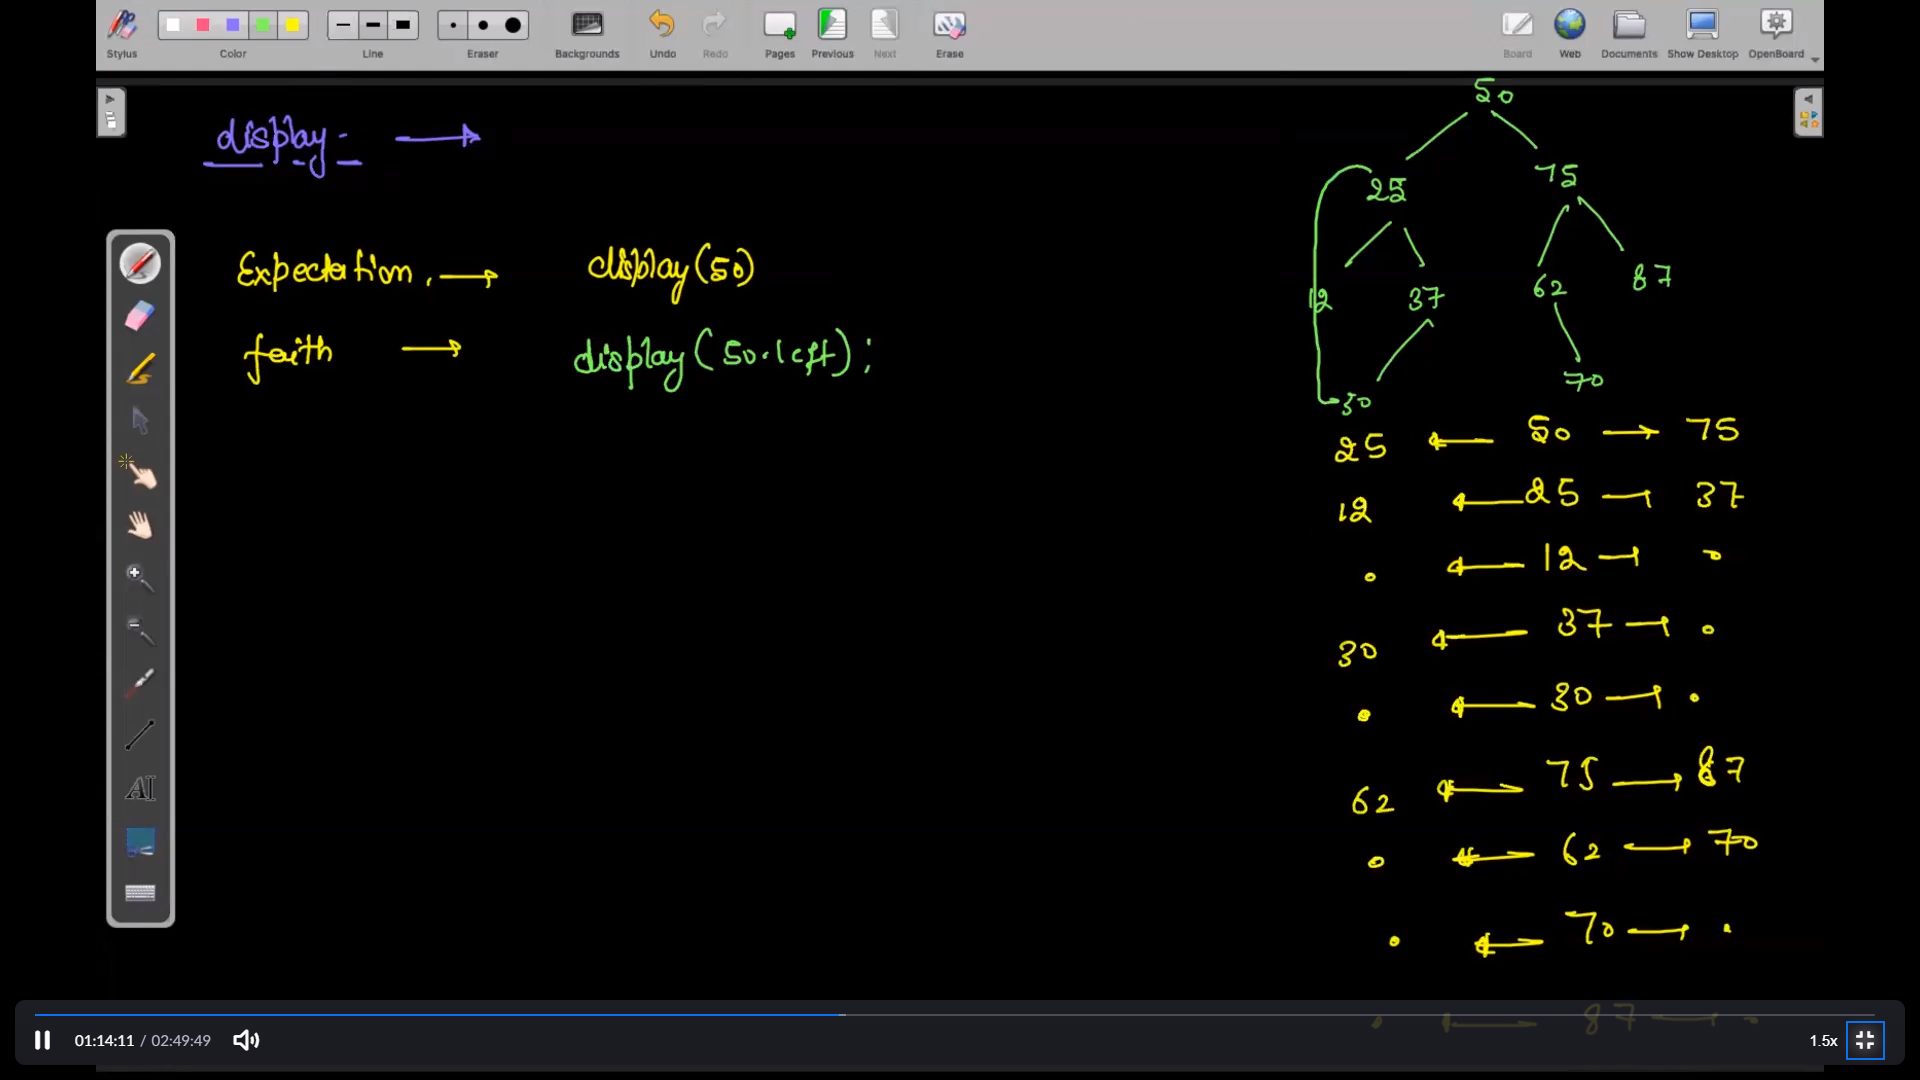 Stylus Color Line Eraser Backgrounds Undo Redo Pages Previous Next Erase Board Web Documents Show Desktop OpenBoard
display -
Expectation. display(50)
faith display(50.left);
50
25 75
12 37 62 87
30 70
25 50 75
12 25 37
. 12 .
30 37 .
. 30 .
62 75 87
. 62 70
. 70 .
. 87 .
AI
01:14:11 / 02:49:49 1.5x